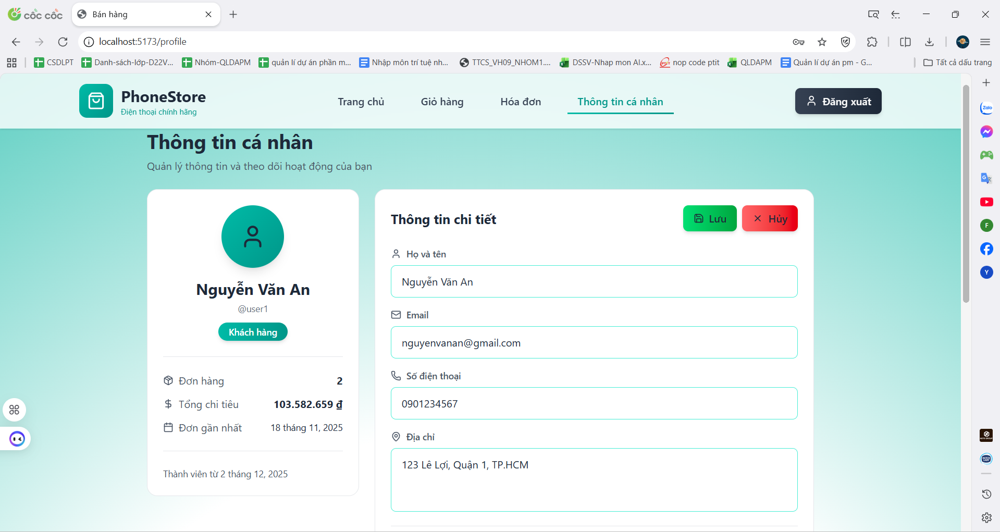 cốc cốc
Bán hàng
localhost:5173/profile
CSDLPT
Danh-sách-lớp-D22V...
Nhóm-QLDAPM
quản lí dự án phần m...
Nhập môn trí tuệ nh...
TTCS_VH09_NHOM1....
DSSV-Nhap mon AI.x...
nop code ptit
QLDAPM
Quản lí dự án pm - G...
Tất cả dấu trang
PhoneStore
Điện thoại chính hãng
Trang chủ
Giỏ hàng
Hóa đơn
Thông tin cá nhân
Đăng xuất
Zalo
Thông tin cá nhân
Quản lý thông tin và theo dõi hoạt động của bạn
Nguyễn Văn An
@user1
Khách hàng
Đơn hàng
2
Tổng chi tiêu
103.582.659 ₫
Đơn gần nhất
18 tháng 11, 2025
Thành viên từ 2 tháng 12, 2025
Thông tin chi tiết
Lưu
Hủy
Họ và tên
Nguyễn Văn An
Email
nguyenvanan@gmail.com
Số điện thoại
0901234567
Địa chỉ
123 Lê Lợi, Quận 1, TP.HCM
F
Y